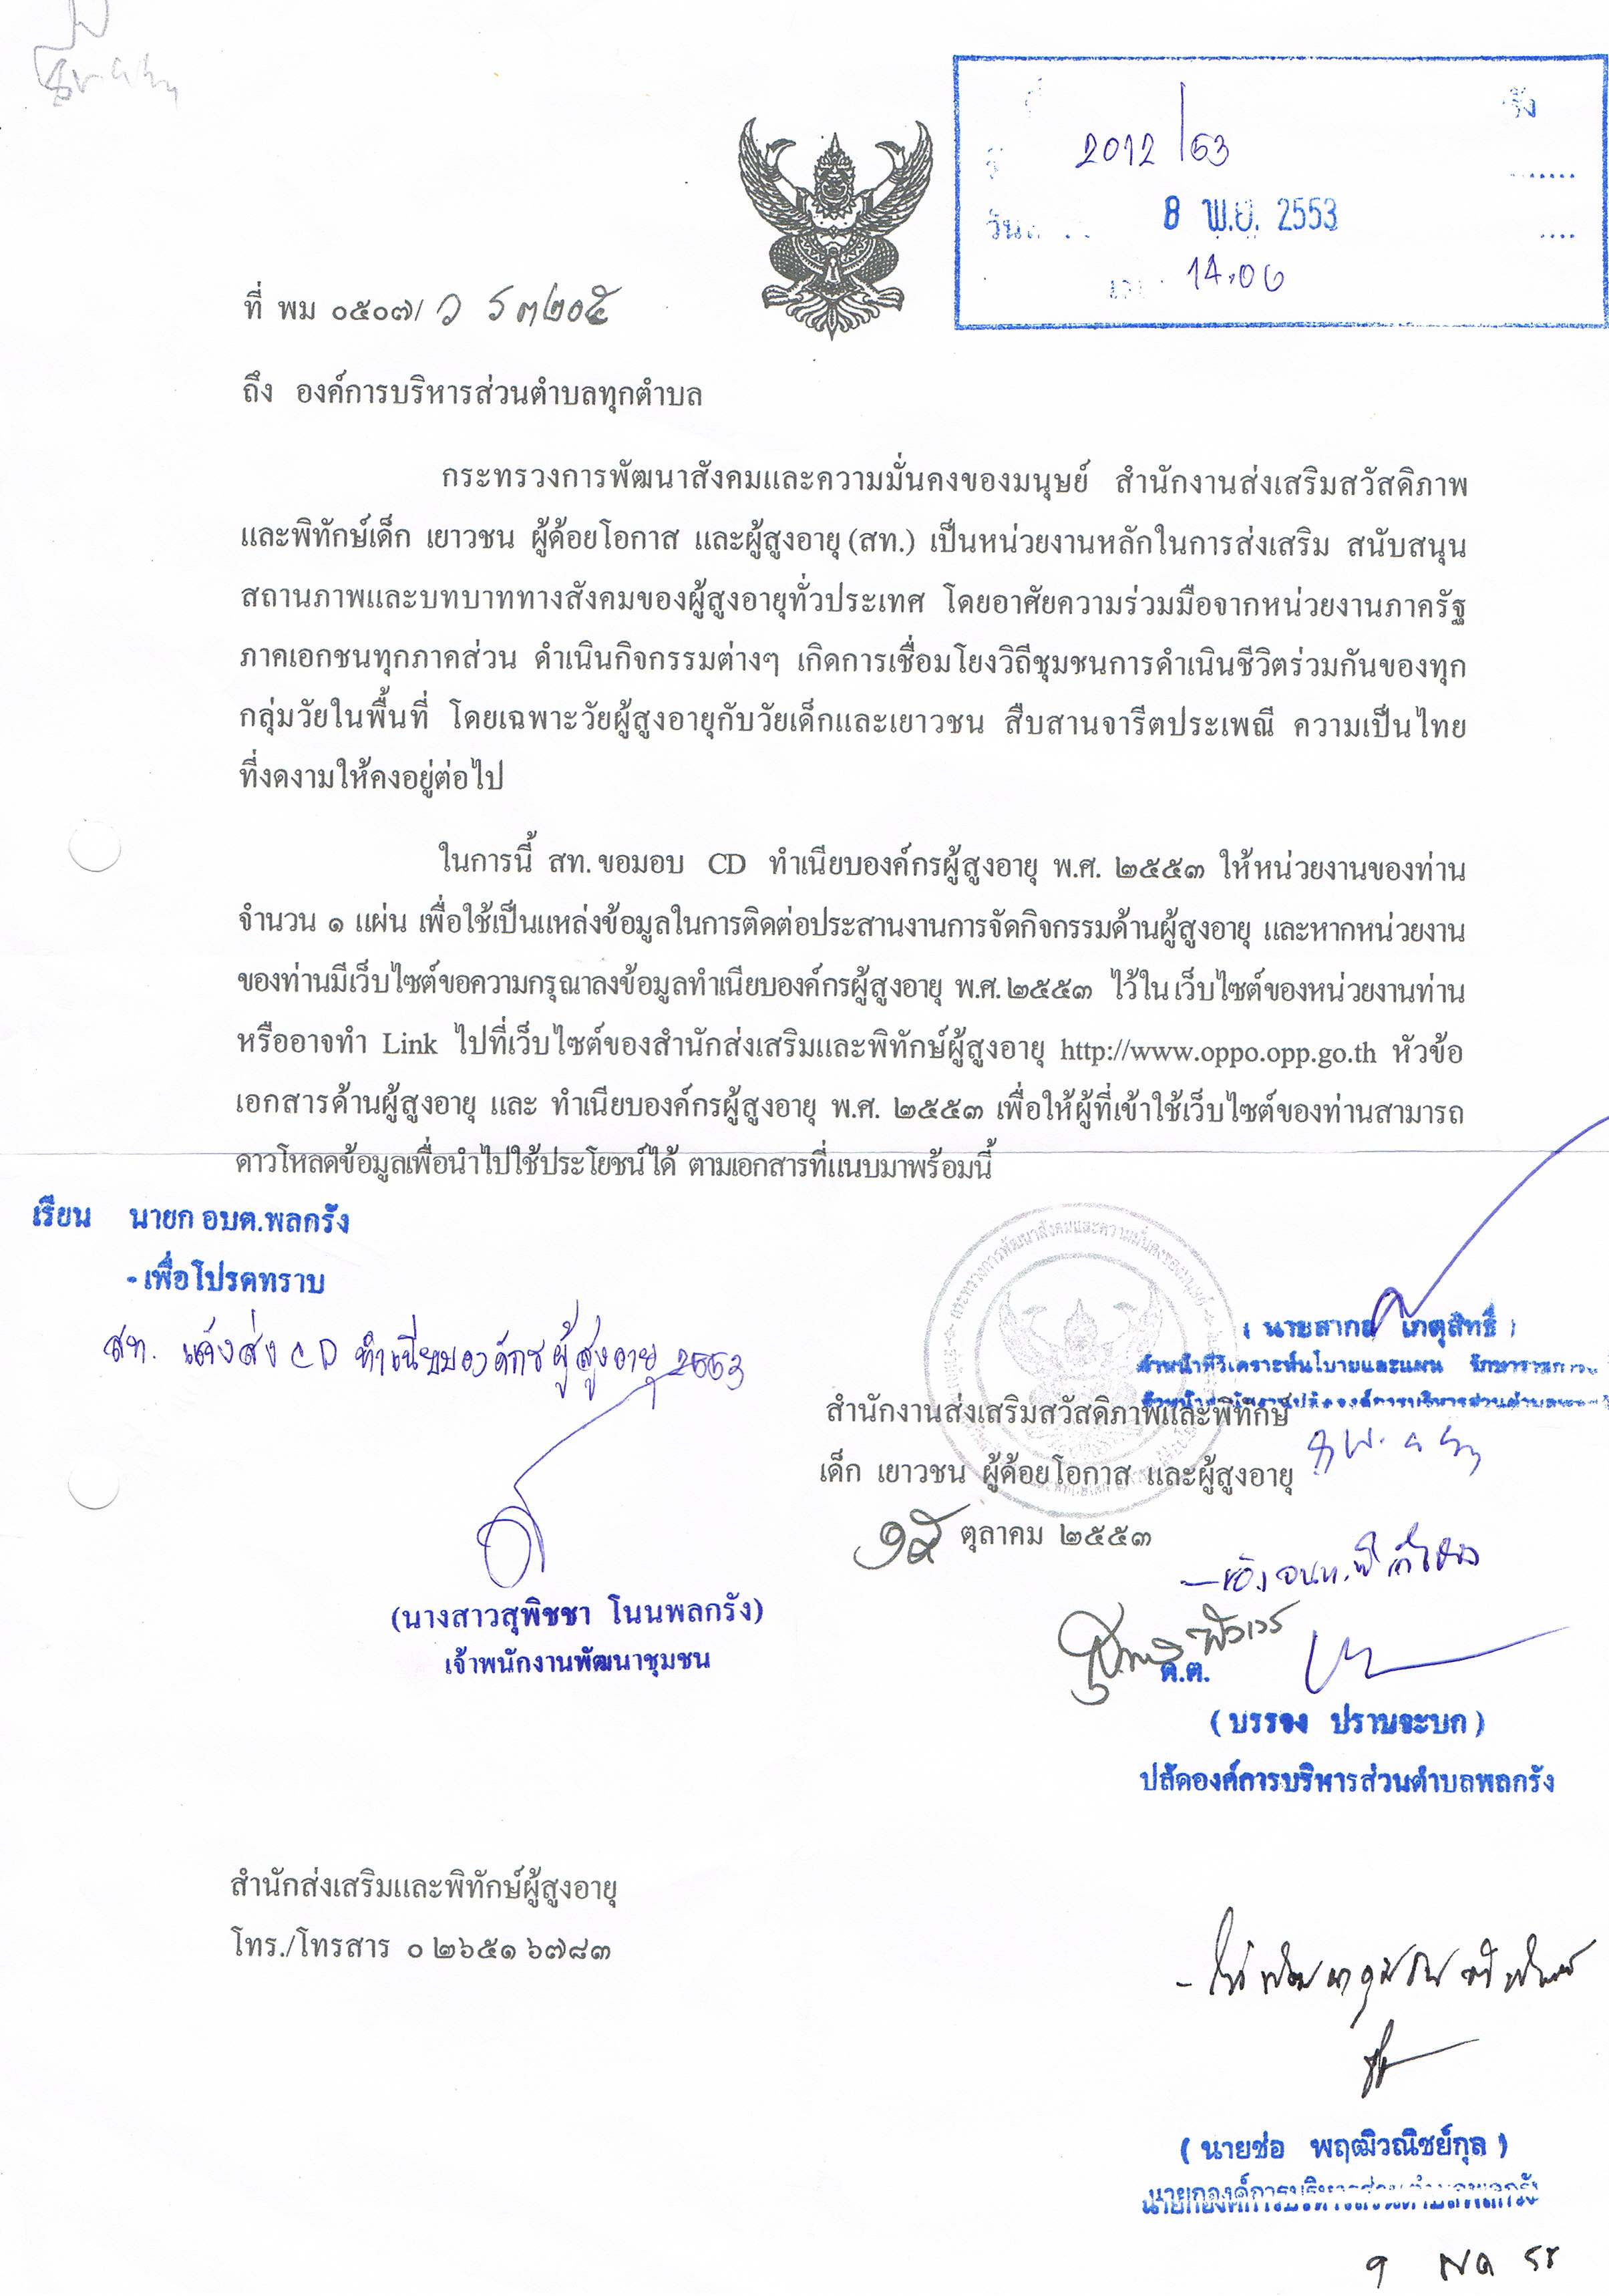 2012/53
8 พ.ย. 2553
14.06
ที่ พม ๐๕๐๗/ว
ถึง องค์การบริหารส่วนตำบลทุกตำบล
กระทรวงการพัฒนาสังคมและความมั่นคงของมนุษย์ สำนักงานส่งเสริมสวัสดิภาพ
และพิทักษ์เด็ก เยาวชน ผู้ด้อยโอกาส และผู้สูงอายุ (สท.) เป็นหน่วยงานหลักในการส่งเสริม สนับสนุน
สถานภาพและบทบาททางสังคมของผู้สูงอายุทั่วประเทศ โดยอาศัยความร่วมมือจากหน่วยงานภาครัฐ
ภาคเอกชนทุกภาคส่วน ดำเนินกิจกรรมต่างๆ เกิดการเชื่อมโยงวิถีชุมชนการดำเนินชีวิตร่วมกันของทุก
กลุ่มวัยในพื้นที่ โดยเฉพาะวัยผู้สูงอายุกับวัยเด็กและเยาวชน สืบสานจารีตประเพณี ความเป็นไทย
ที่งดงามให้คงอยู่ต่อไป
ในการนี้ สท. ขอมอบ CD ทำเนียบองค์กรผู้สูงอายุ พ.ศ. ๒๕๕๓ ให้หน่วยงานของท่าน
จำนวน ๑ แผ่น เพื่อใช้เป็นแหล่งข้อมูลในการติดต่อประสานงานการจัดกิจกรรมด้านผู้สูงอายุ และหากหน่วยงาน
ของท่านมีเว็บไซต์ขอความกรุณาลงข้อมูลทำเนียบองค์กรผู้สูงอายุ พ.ศ.๒๕๕๓ ไว้ในเว็บไซต์ของหน่วยงานท่าน
หรืออาจทำ Link ไปที่เว็บไซต์ของสำนักส่งเสริมและพิทักษ์ผู้สูงอายุ http://www.oppo.opp.go.th หัวข้อ
เอกสารด้านผู้สูงอายุ และ ทำเนียบองค์กรผู้สูงอายุ พ.ศ. ๒๕๕๓ เพื่อให้ผู้ที่เข้าใช้เว็บไซต์ของท่านสามารถ
ดาวโหลดข้อมูลเพื่อนำไปใช้ประโยชน์ได้ ตามเอกสารที่แนบมาพร้อมนี้
เรียน นายก อบต.พลกรัง
- เพื่อโปรดทราบ
สท. แจ้งส่ง CD ทำเนียบองค์กรผู้สูงอายุ 2553
สำนักงานส่งเสริมสวัสดิภาพและพิทักษ์
เด็ก เยาวชน ผู้ด้อยโอกาส และผู้สูงอายุ
๑๕ ตุลาคม ๒๕๕๓
(นางสาวสุพิชชา โนนพลกรัง)
เจ้าพนักงานพัฒนาชุมชน
ต.ต.
(บรรจง ปราบจะบก)
ปลัดองค์การบริหารส่วนตำบลพลกรัง
สำนักส่งเสริมและพิทักษ์ผู้สูงอายุ
โทร./โทรสาร ๐ ๒๖๕๑ ๖๗๘๓
(นายช่อ พฤฒิวณิชย์กุล)
นายกองค์การบริหารส่วนตำบลพลกรัง